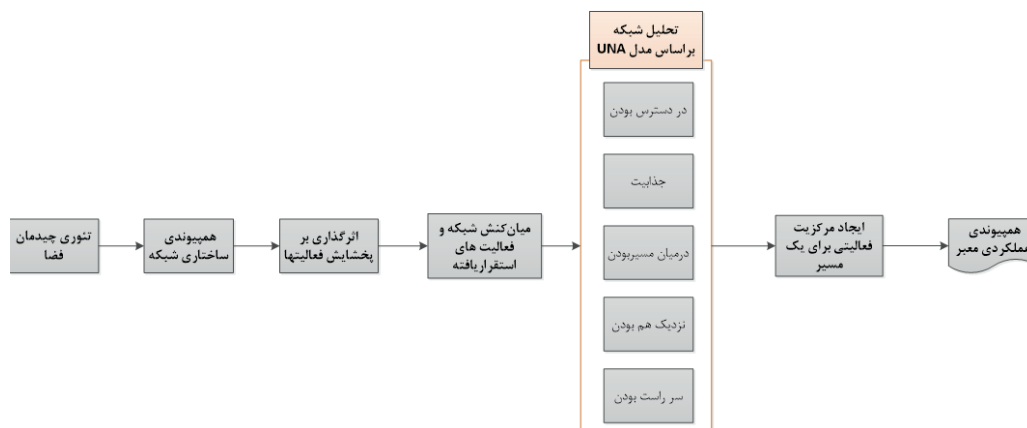 تئوری چیدمان
فضا
همپیوندی
ساختاری شبکه
اثرگذاری بر
پخشایش فعالیتها
میان‌کنش شبکه و
فعالیت های
استقراریافته
تحلیل شبکه
براساس مدل UNA
در دسترس بودن
جذابیت
درمیان مسیربودن
نزدیک هم بودن
سر راست بودن
ایجاد مرکزیت
فعالیتی برای یک
مسیر
همپیوندی
عملکردی معبر